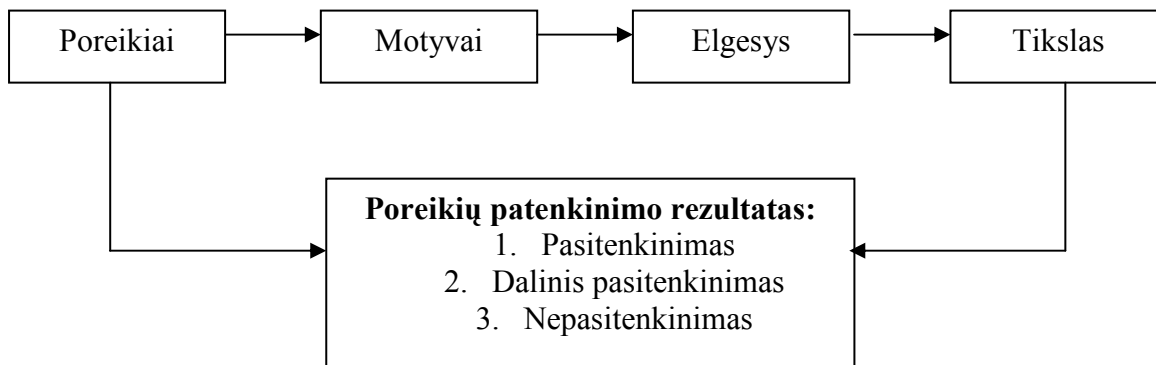 Poreikiai
Motyvai
Elgesys
Tikslas
Poreikių patenkinimo rezultatas:
1. Pasitenkinimas
2. Dalinis pasitenkinimas
3. Nepasitenkinimas